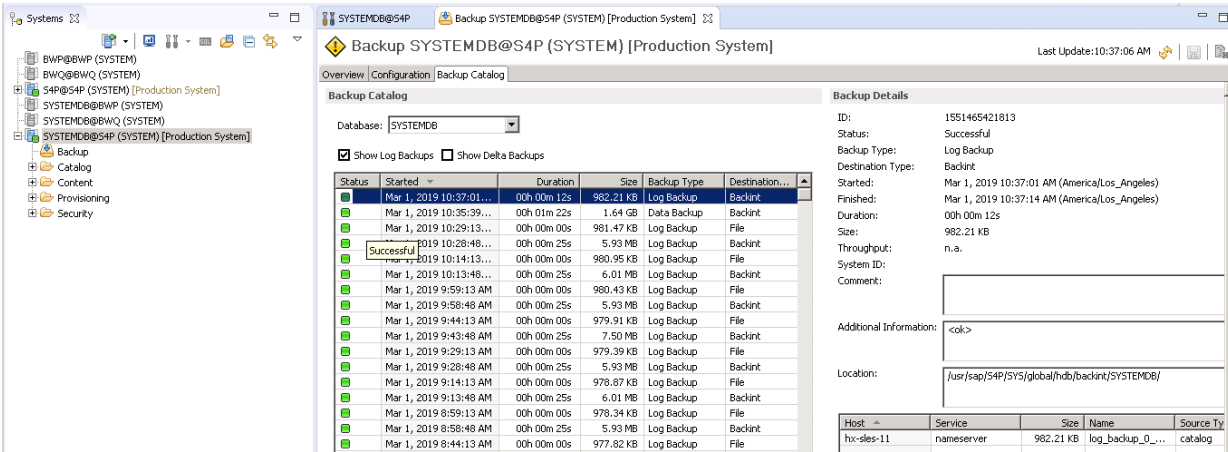 Systems
SYSTEMDB@S4P
Backup SYSTEMDB@S4P (SYSTEM) [Production System]
BWP@BWP (SYSTEM)
BWQ@BWQ (SYSTEM)
S4P@S4P (SYSTEM) [Production System]
SYSTEMDB@BWP (SYSTEM)
SYSTEMDB@BWQ (SYSTEM)
SYSTEMDB@S4P (SYSTEM) [Production System]
Backup
Catalog
Content
Provisioning
Security
Backup SYSTEMDB@S4P (SYSTEM) [Production System]
Last Update:10:37:06 AM
Overview Configuration Backup Catalog
Backup Catalog
Database: SYSTEMDB
Show Log Backups Show Delta Backups
Status Started Duration Size Backup Type Destination...
Mar 1, 2019 10:37:01... 00h 00m 12s 982.21 KB Log Backup Backint
Mar 1, 2019 10:35:39... 00h 01m 22s 1.64 GB Data Backup Backint
Mar 1, 2019 10:29:13... 00h 00m 00s 981.47 KB Log Backup File
2019 10:28:48... 00h 00m 25s 5.93 MB Log Backup Backint
Successful
2019 10:14:13... 00h 00m 00s 980.95 KB Log Backup File
Mar 1, 2019 10:13:48... 00h 00m 25s 6.01 MB Log Backup Backint
Mar 1, 2019 9:59:13 AM 00h 00m 00s 980.43 KB Log Backup File
Mar 1, 2019 9:58:48 AM 00h 00m 25s 5.93 MB Log Backup Backint
Mar 1, 2019 9:44:13 AM 00h 00m 00s 979.91 KB Log Backup File
Mar 1, 2019 9:43:48 AM 00h 00m 25s 7.50 MB Log Backup Backint
Mar 1, 2019 9:29:13 AM 00h 00m 00s 979.39 KB Log Backup File
Mar 1, 2019 9:28:48 AM 00h 00m 25s 5.93 MB Log Backup Backint
Mar 1, 2019 9:14:13 AM 00h 00m 00s 978.87 KB Log Backup File
Mar 1, 2019 9:13:48 AM 00h 00m 25s 6.01 MB Log Backup Backint
Mar 1, 2019 8:59:13 AM 00h 00m 00s 978.34 KB Log Backup File
Mar 1, 2019 8:58:48 AM 00h 00m 25s 5.93 MB Log Backup Backint
Mar 1, 2019 8:44:13 AM 00h 00m 00s 977.82 KB Log Backup File
Backup Details
ID: 1551465421813
Status: Successful
Backup Type: Log Backup
Destination Type: Backint
Started: Mar 1, 2019 10:37:01 AM (America/Los_Angeles)
Finished: Mar 1, 2019 10:37:14 AM (America/Los_Angeles)
Duration: 00h 00m 12s
Size: 982.21 KB
Throughput: n.a.
System ID:
Comment:
Additional Information: <ok>
Location: /usr/sap/S4P/SYS/global/hdb/backint/SYSTEMDB/
Host Service Size Name Source Ty
hx-sles-11 nameserver 982.21 KB log_backup_0_... catalog